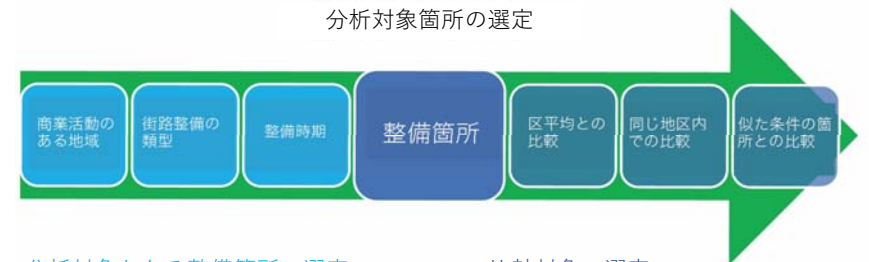 分析対象箇所の選定
商業活動の
ある地域
街路整備の
類型
整備時期
整備箇所
区平均との
比較
同じ地区内
での比較
似た条件の箇
所との比較